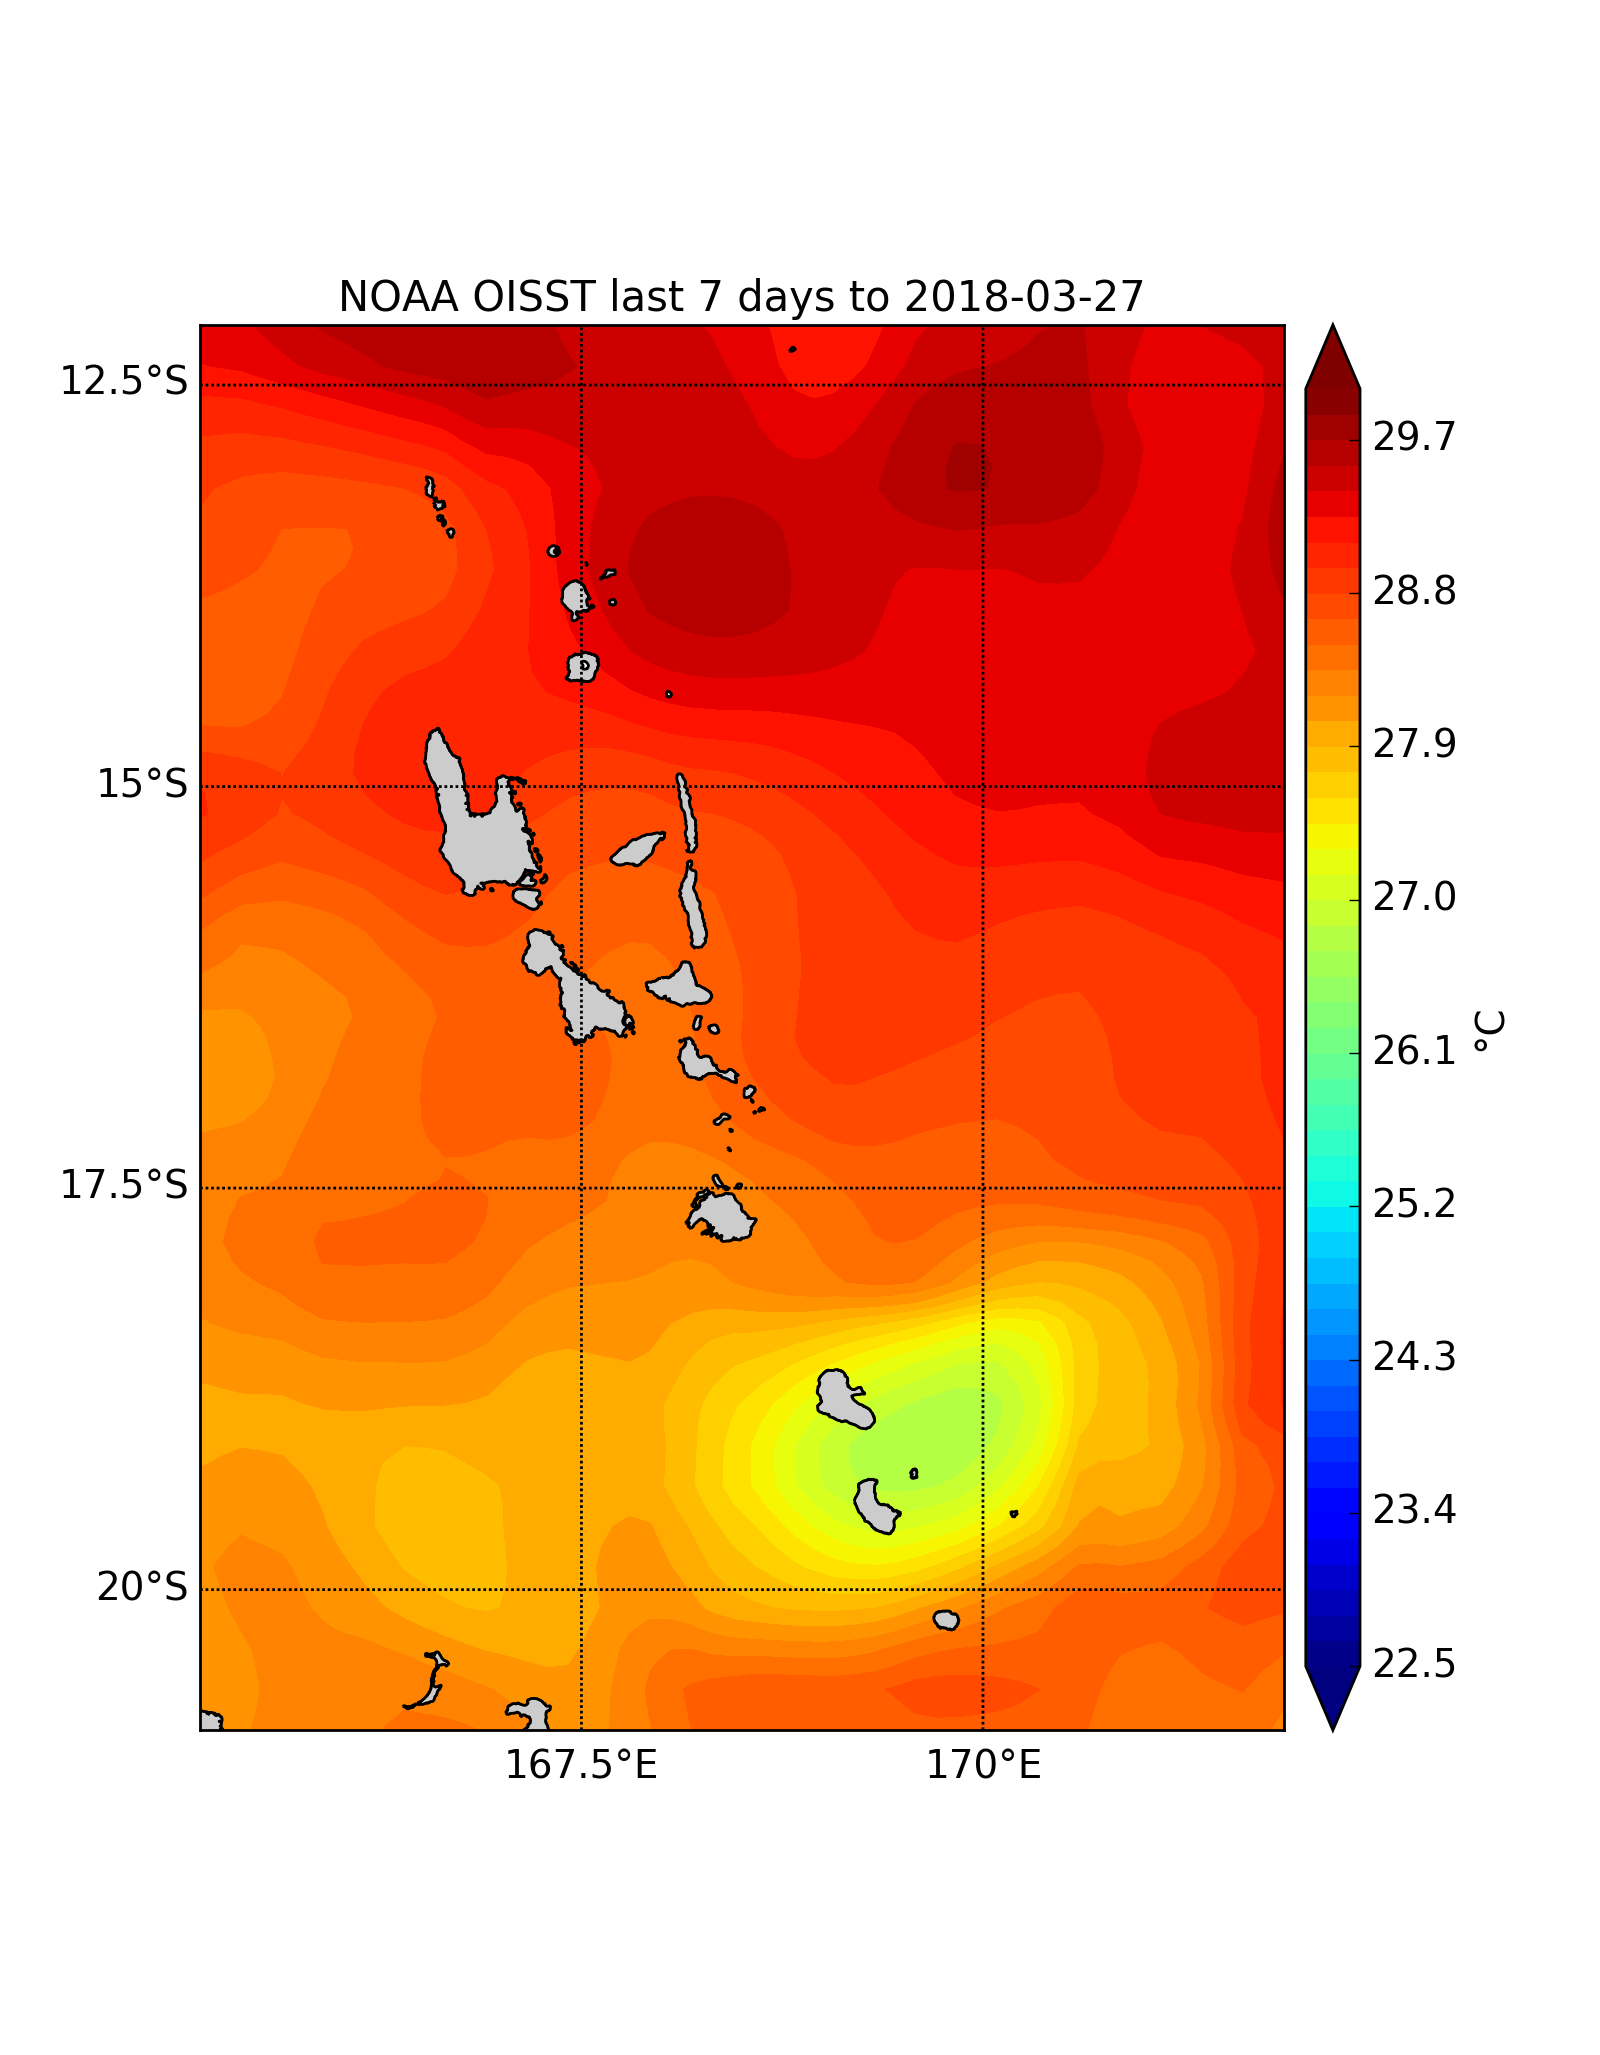 NOAA OISST last 7 days to 2018-03-27
12.5°S
15°S
17.5°S
20°S
167.5°E
170°E
29.7
28.8
27.9
27.0
26.1
25.2
24.3
23.4
22.5
°C